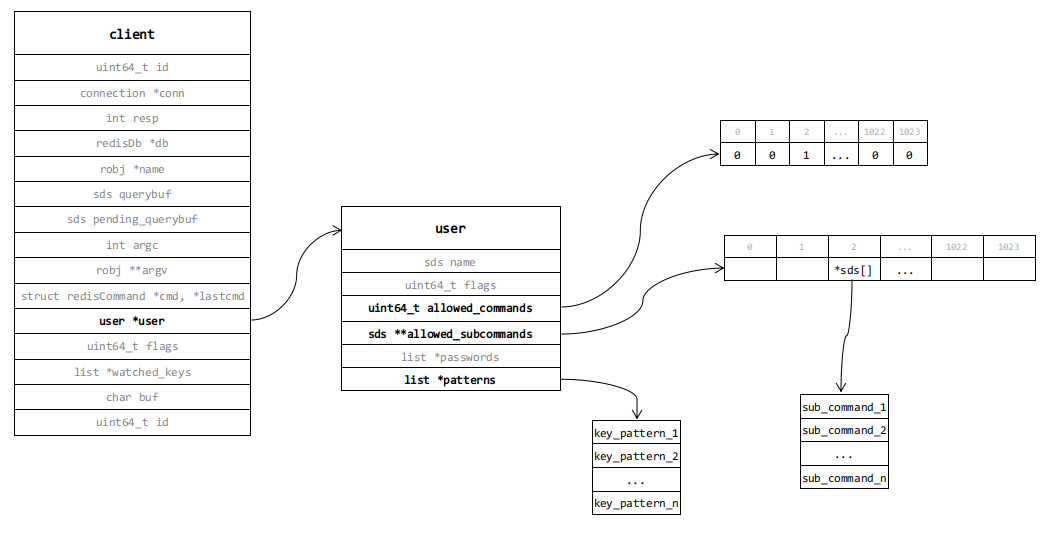 client
uint64_t id
connection *conn
int resp
redisDb *db
robj *name
sds querybuf
sds pending_querybuf
int argc
robj **argv
struct redisCommand *cmd, *lastcmd
user *user
uint64_t flags
list *watched_keys
char buf
uint64_t id
user
sds name
uint64_t flags
uint64_t allowed_commands
sds **allowed_subcommands
list *passwords
list *patterns
0 1 2 ... 1022 1023
0 0 1 ... 0 0
0 1 2 ... 1022 1023
*sds[] ...
key_pattern_1
key_pattern_2
...
key_pattern_n
sub_command_1
sub_command_2
...
sub_command_n